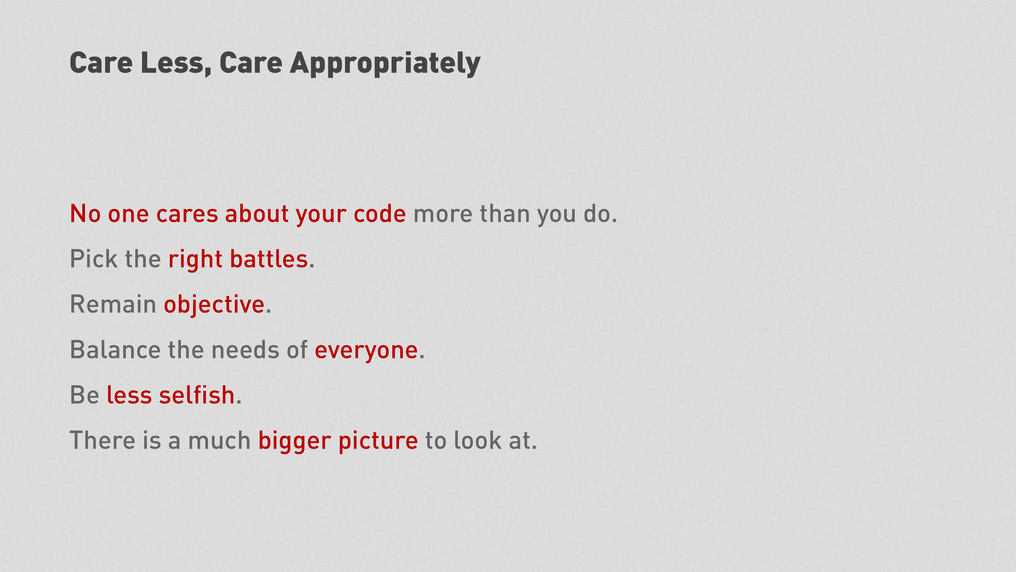 Care Less, Care Appropriately
No one cares about your code more than you do.
Pick the right battles.
Remain objective.
Balance the needs of everyone.
Be less selfish.
There is a much bigger picture to look at.